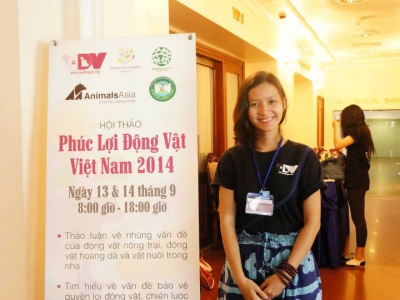 DV
AnimalsAsia
HỘI THẢO
Phúc Lợi Động Vật
Việt Nam 2014
Ngày 13 & 14 tháng 9
8:00 giờ - 18:00 giờ
• Thảo luận về những vấn đề
của động vật nông trại, động
vật hoang dã và vật nuôi trong
nhà
• Tìm hiểu về vấn đề bảo vệ
quyền lợi động vật, chiến lược
DV